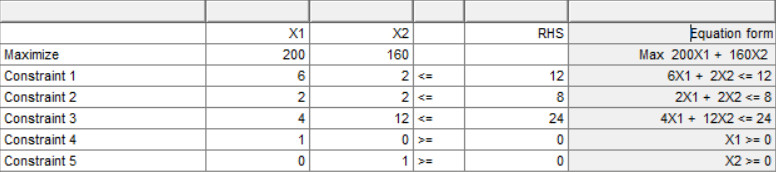 X1 X2 RHS Equation form
Maximize 200 160 Max 200X1 + 160X2
Constraint 1 6 2 <= 12 6X1 + 2X2 <= 12
Constraint 2 2 2 <= 8 2X1 + 2X2 <= 8
Constraint 3 4 12 <= 24 4X1 + 12X2 <= 24
Constraint 4 1 0 >= 0 X1 >= 0
Constraint 5 0 1 >= 0 X2 >= 0